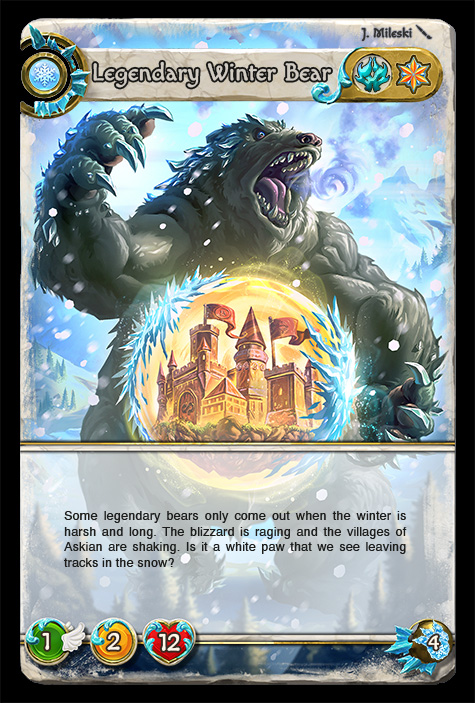 J. Mileski
Legendary Winter Bear
Some legendary bears only come out when the winter is
harsh and long. The blizzard is raging and the villages of
Askian are shaking. Is it a white paw that we see leaving
tracks in the snow?
1 2 12 4